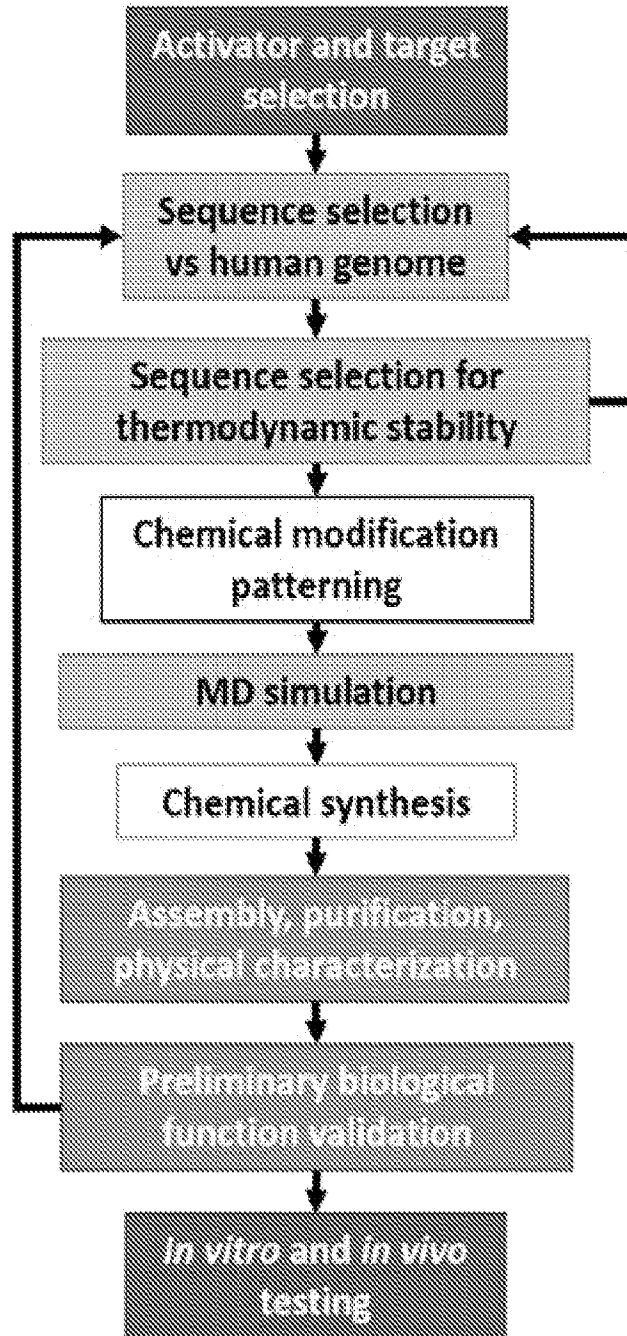 Activator and target
selection
Sequence selection
vs human genome
Sequence selection for
thermodynamic stability
Chemical modification
patterning
MD simulation
Chemical synthesis
Assembly, purification,
physical characterization
Preliminary biological
function validation
In vitro and in vivo
testing